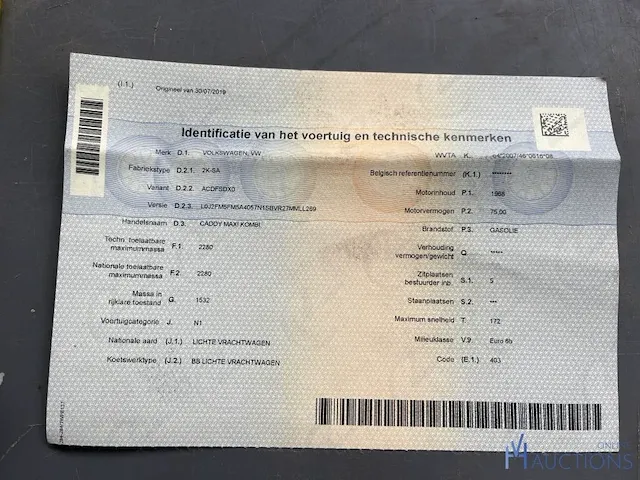 (I.1.) Origineel van 30/07/2019
Identificatie van het voertuig en technische kenmerken
Merk D.1. VOLKSWAGEN, VW
Fabriekstype D.2.1. 2K-SA
Variant D.2.2. ACDFSDX0
Versie D.2.3.
Handelsnaam D.3. CADDY MAXI KOMBI
Techn. toelaatbare
maximummassa F.1. 2280
Nationale toelaatbare
maximummassa F.2. 2280
Massa in
rijklare toestand G. 1532
Voertuigcategorie J. N1
Nationale aard (J.1.) LICHTE VRACHTWAGEN
Koetswerktype (J.2.) BB LICHTE VRACHTWAGEN
WVTA K.
Belgisch referentienummer (K.1.) ********
Motorinhoud P.1. 1968
Motorvermogen P.2. 75,00
Brandstof P.3. GASOLIE
Verhouding
vermogen/gewicht Q. *****
Zitplaatsen
bestuurder inb. S.1. 5
Staanplaatsen S.2. ***
Maximum snelheid T. 172
Milieuklasse V.9. Euro 6b
Code (E.1.) 403
ONLINE
AUCTIONS